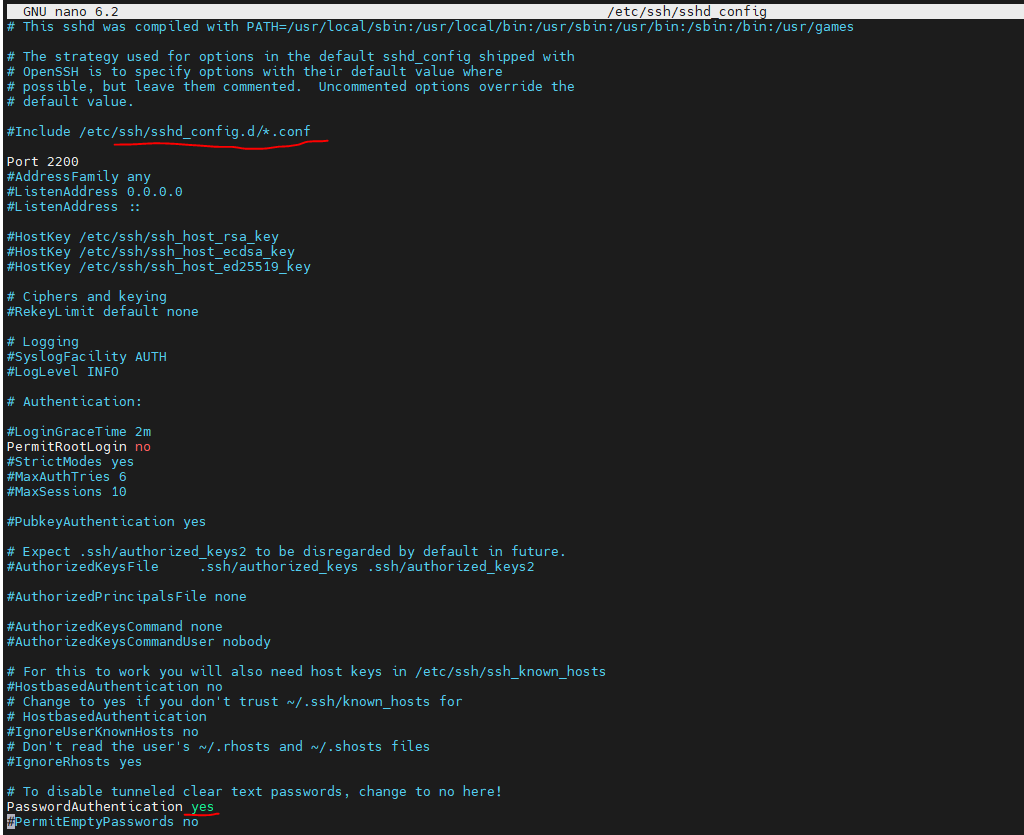 GNU nano 6.2 /etc/ssh/sshd_config
# This sshd was compiled with PATH=/usr/local/sbin:/usr/local/bin:/usr/sbin:/usr/bin:/sbin:/bin:/usr/games
# The strategy used for options in the default sshd_config shipped with
# OpenSSH is to specify options with their default value where
# possible, but leave them commented.  Uncommented options override the
# default value.
#Include /etc/ssh/sshd_config.d/*.conf
Port 2200
#AddressFamily any
#ListenAddress 0.0.0.0
#ListenAddress ::
#HostKey /etc/ssh/ssh_host_rsa_key
#HostKey /etc/ssh/ssh_host_ecdsa_key
#HostKey /etc/ssh/ssh_host_ed25519_key
# Ciphers and keying
#RekeyLimit default none
# Logging
#SyslogFacility AUTH
#LogLevel INFO
# Authentication:
#LoginGraceTime 2m
PermitRootLogin no
#StrictModes yes
#MaxAuthTries 6
#MaxSessions 10
#PubkeyAuthentication yes
# Expect .ssh/authorized_keys2 to be disregarded by default in future.
#AuthorizedKeysFile     .ssh/authorized_keys .ssh/authorized_keys2
#AuthorizedPrincipalsFile none
#AuthorizedKeysCommand none
#AuthorizedKeysCommandUser nobody
# For this to work you will also need host keys in /etc/ssh/ssh_known_hosts
#HostbasedAuthentication no
# Change to yes if you don't trust ~/.ssh/known_hosts for
# HostbasedAuthentication
#IgnoreUserKnownHosts no
# Don't read the user's ~/.rhosts and ~/.shosts files
#IgnoreRhosts yes
# To disable tunneled clear text passwords, change to no here!
PasswordAuthentication yes
#PermitEmptyPasswords no